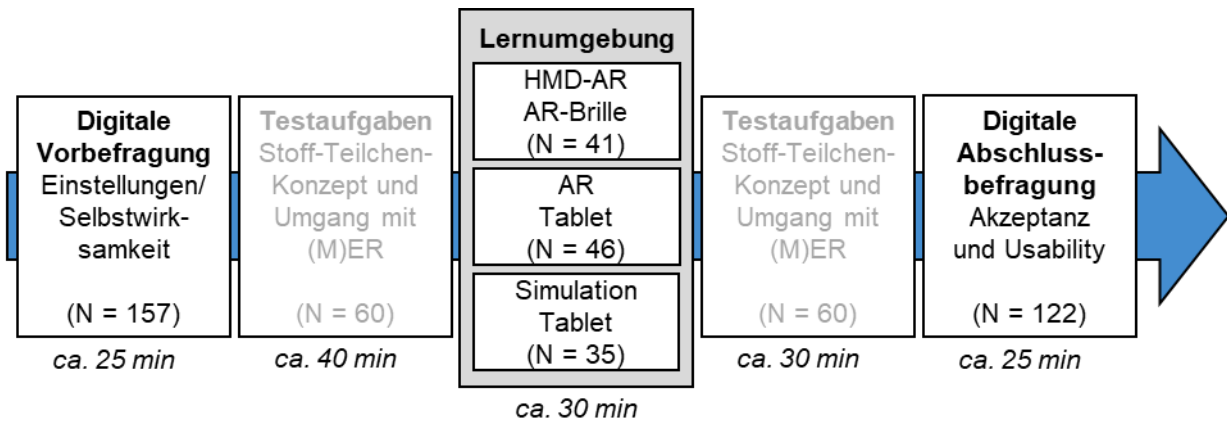 Digitale
Vorbefragung
Einstellungen/
Selbstwirk-
samkeit
(N = 157)
ca. 25 min
Testaufgaben
Stoff-Teilchen-
Konzept und
Umgang mit
(M)ER
(N = 60)
ca. 40 min
Lernumgebung
HMD-AR
AR-Brille
(N = 41)
AR
Tablet
(N = 46)
Simulation
Tablet
(N = 35)
ca. 30 min
Testaufgaben
Stoff-Teilchen-
Konzept und
Umgang mit
(M)ER
(N = 60)
ca. 30 min
Digitale
Abschluss-
befragung
Akzeptanz
und Usability
(N = 122)
ca. 25 min